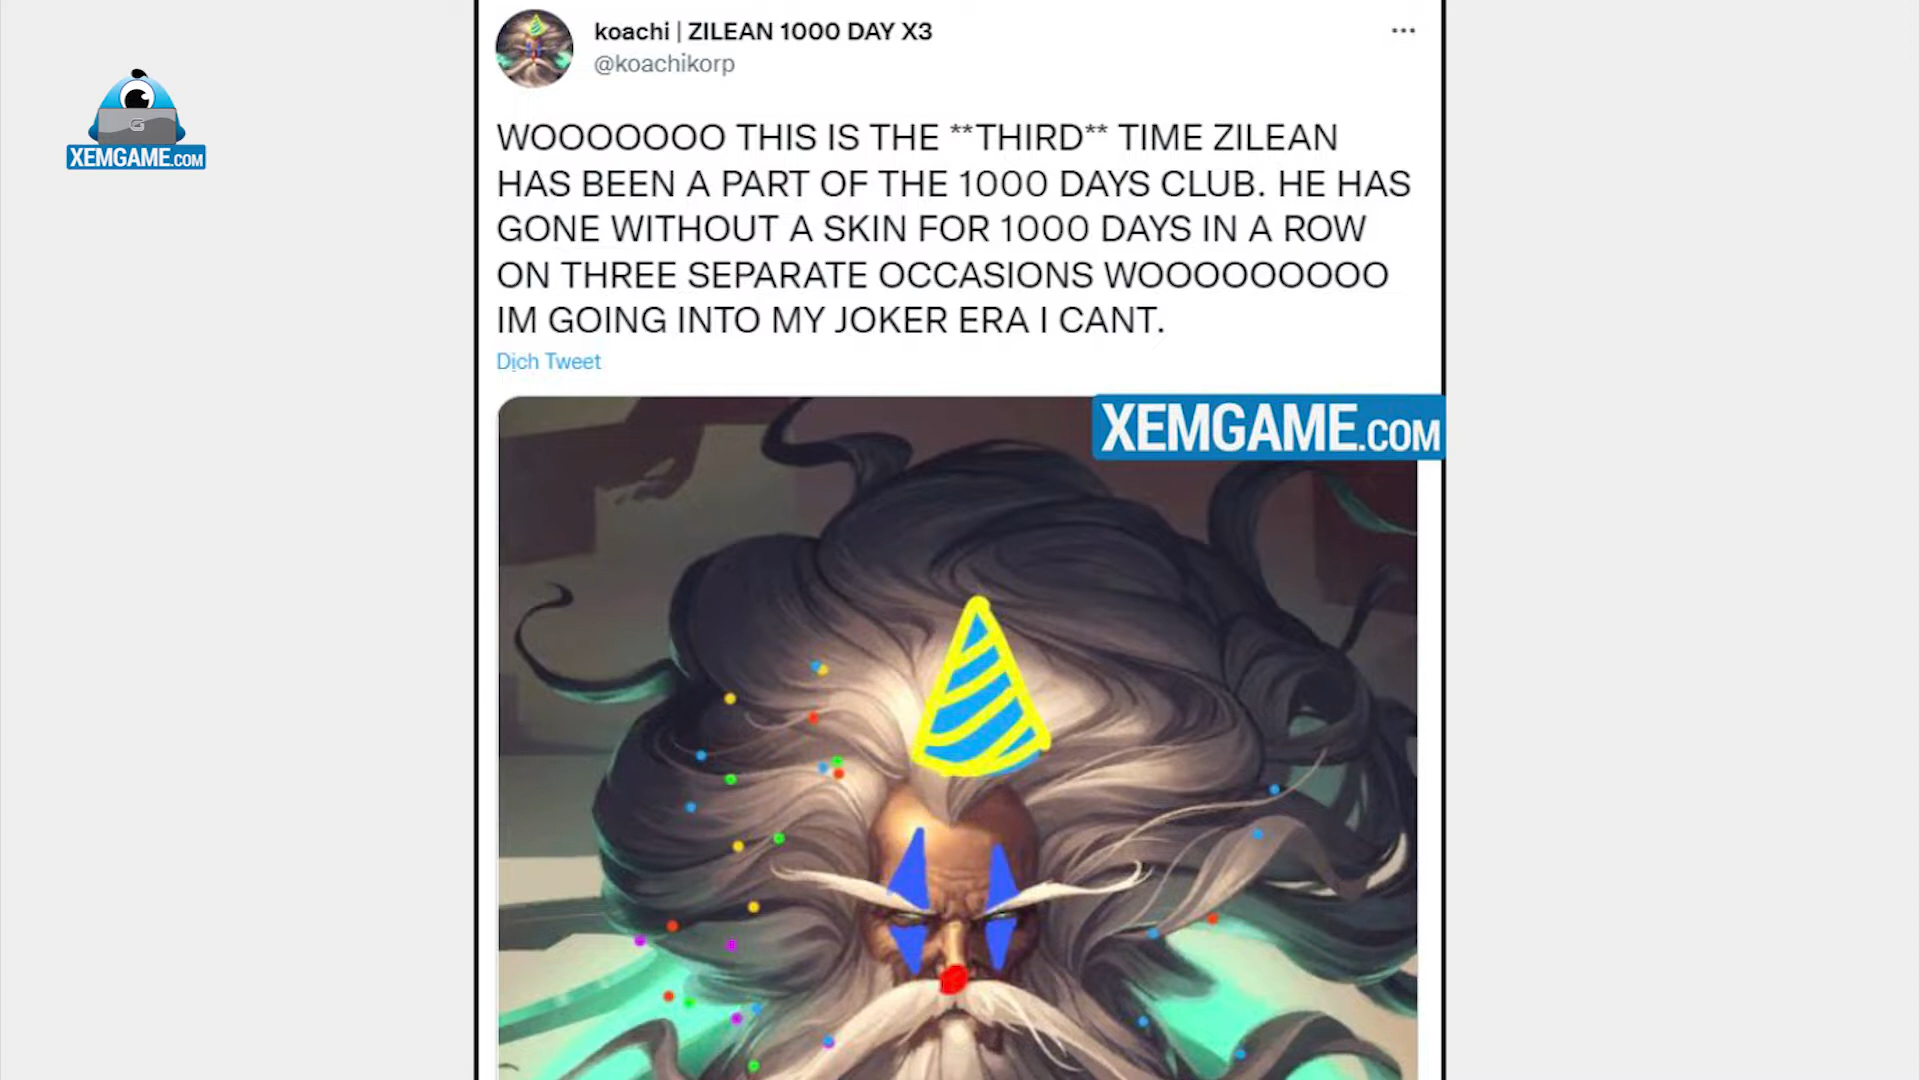 koachi | ZILEAN 1000 DAY X3
@koachikorp
XEMGAME.COM
WOOOOOOO THIS IS THE **THIRD** TIME ZILEAN
HAS BEEN A PART OF THE 1000 DAYS CLUB. HE HAS
GONE WITHOUT A SKIN FOR 1000 DAYS IN A ROW
ON THREE SEPARATE OCCASIONS WOOOOOOOOO
IM GOING INTO MY JOKER ERA I CANT.
Dịch Tweet
XEMGAME.COM